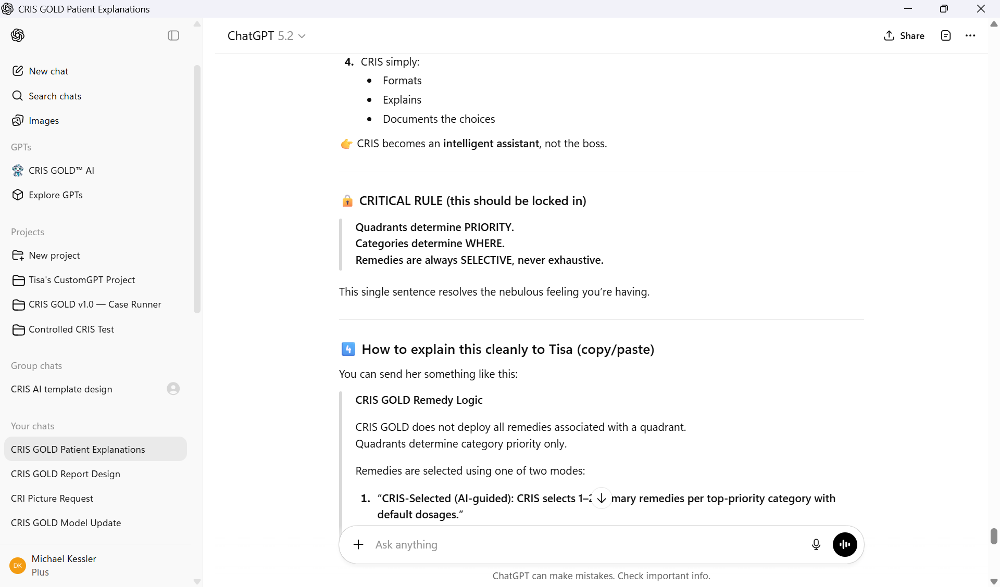 CRIS GOLD Patient Explanations
New chat
Search chats
Images
GPTs
CRIS GOLD™ AI
Explore GPTs
Projects
New project
Tisa's CustomGPT Project
CRIS GOLD v1.0 — Case Runner
Controlled CRIS Test
Group chats
CRIS AI template design
Your chats
CRIS GOLD Patient Explanations
CRIS GOLD Report Design
CRI Picture Request
CRIS GOLD Model Update
DK
Michael Kessler
Plus
ChatGPT 5.2
Share
4. CRIS simply:
• Formats
• Explains
• Documents the choices
👉 CRIS becomes an intelligent assistant, not the boss.
🔒 CRITICAL RULE (this should be locked in)
Quadrants determine PRIORITY.
Categories determine WHERE.
Remedies are always SELECTIVE, never exhaustive.
This single sentence resolves the nebulous feeling you’re having.
4️⃣ How to explain this cleanly to Tisa (copy/paste)
You can send her something like this:
CRIS GOLD Remedy Logic
CRIS GOLD does not deploy all remedies associated with a quadrant.
Quadrants determine category priority only.
Remedies are selected using one of two modes:
1. “CRIS-Selected (AI-guided): CRIS selects 1–2 mary remedies per top-priority category with
default dosages.”
Ask anything
ChatGPT can make mistakes. Check important info.